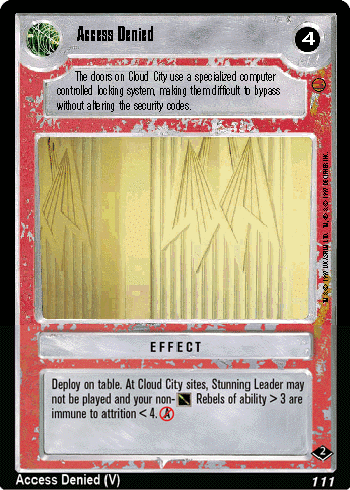 Access Denied
4
The doors on Cloud City use a specialized computer
controlled locking system, making them difficult to bypass
without altering the security codes.
EFFECT
Deploy on table. At Cloud City sites, Stunning Leader may
not be played and your non- Rebels of ability > 3 are
immune to attrition < 4.
2
Access Denied (V)
111